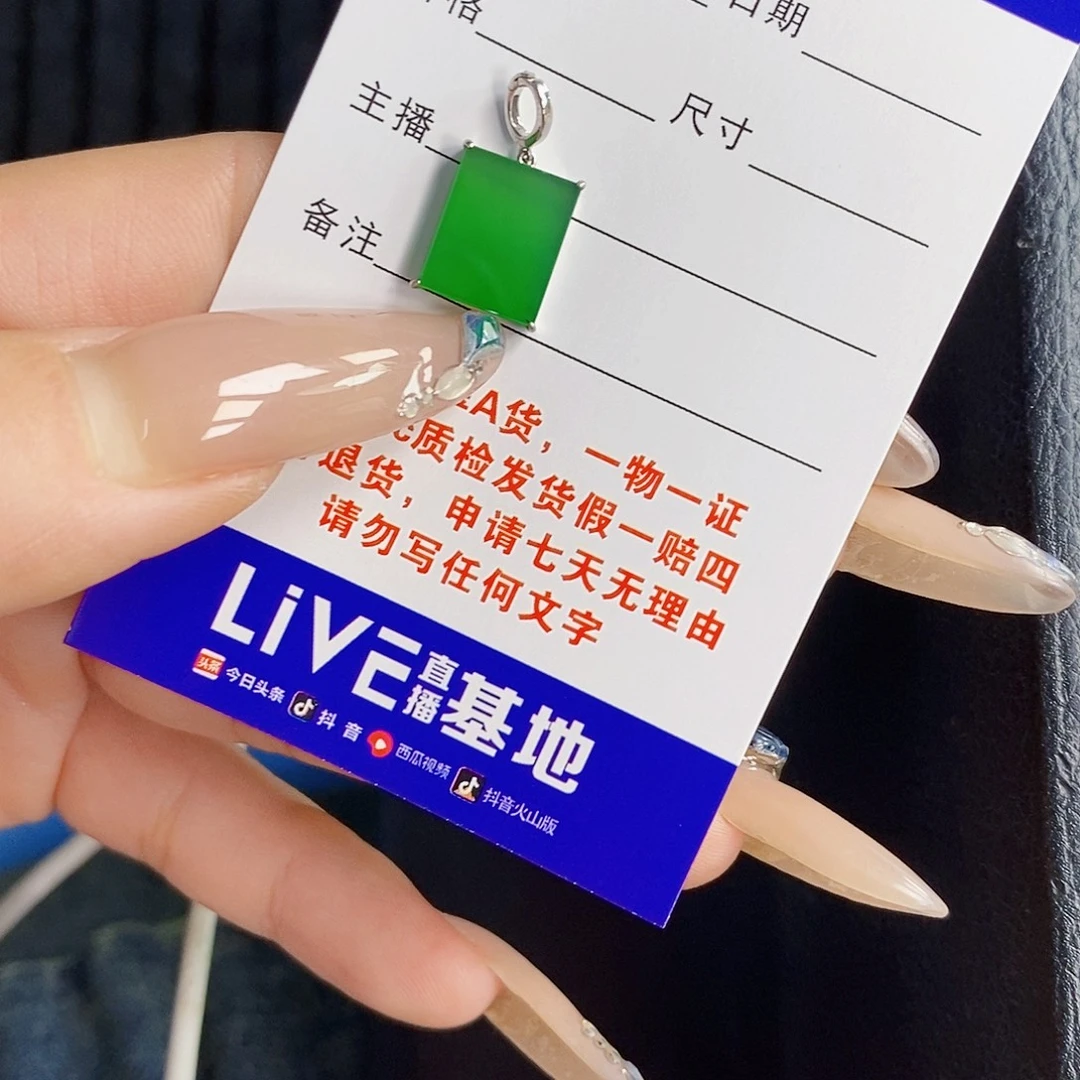 日期
格
尺寸
主播
备注
A货，一物一证
质检发货假一赔四
退货，申请七天无理由
请勿写任何文字
LiVE直播基地
头条 今日头条 抖音 西瓜视频 抖音火山版